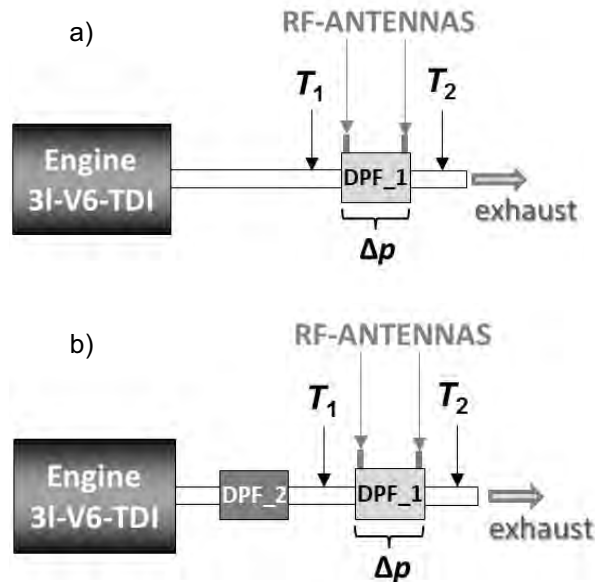 a)
RF-ANTENNAS
T1
T2
Engine
3l-V6-TDI
DPF_1
exhaust
Δp
b)
RF-ANTENNAS
T1
T2
Engine
3l-V6-TDI
DPF_2
DPF_1
exhaust
Δp